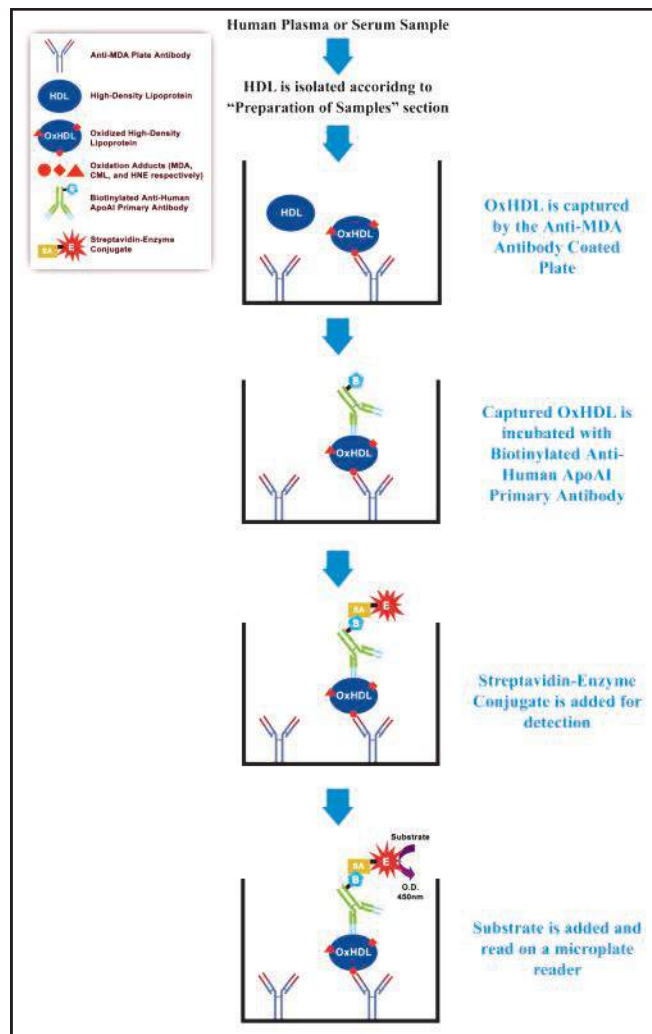 Human Plasma or Serum Sample
Anti-MDA Plate Antibody
HDL
High-Density Lipoprotein
OxHDL
Oxidized High-Density
Lipoprotein
Oxidation Adducts (MDA,
CML, and HNE respectively)
B
Biotinylated Anti-Human
ApoAI Primary Antibody
SA
E
Streptavidin-Enzyme
Conjugate
HDL is isolated accoridng to
“Preparation of Samples” section
HDL
OxHDL
OxHDL is captured
by the Anti-MDA
Antibody Coated
Plate
B
OxHDL
Captured OxHDL is
incubated with
Biotinylated Anti-
Human ApoAI
Primary Antibody
SA
E
B
OxHDL
Streptavidin-Enzyme
Conjugate is added for
detection
Substrate
SA
E
B
O.D.
450nm
OxHDL
Substrate is added and
read on a microplate
reader